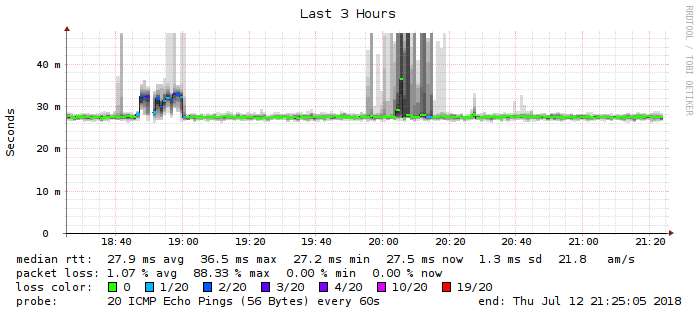 Last 3 Hours
RRDTOOL / TOBI OETIKER
Seconds
40 m
30 m
20 m
10 m
0
18:40 19:00 19:20 19:40 20:00 20:20 20:40 21:00 21:20
median rtt: 27.9 ms avg 36.5 ms max 27.2 ms min 27.5 ms now 1.3 ms sd 21.8 am/s
packet loss: 1.07 % avg 88.33 % max 0.00 % min 0.00 % now
loss color: 0 1/20 2/20 3/20 4/20 10/20 19/20
probe: 20 ICMP Echo Pings (56 Bytes) every 60s end: Thu Jul 12 21:25:05 2018